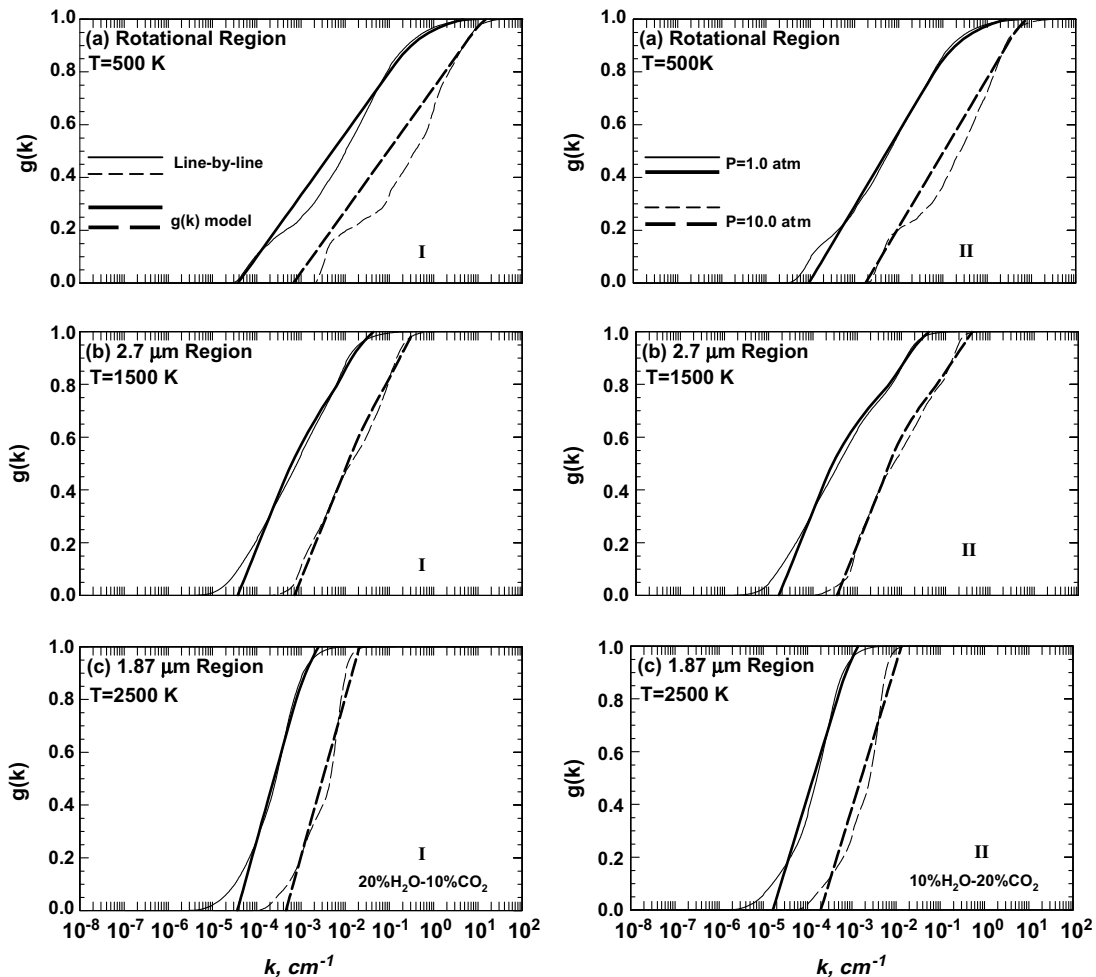 (a) Rotational Region
T=500 K
1.0
0.8
0.6
0.4
0.2
0.0
g(k)
Line-by-line
g(k) model
I
(a) Rotational Region
T=500K
1.0
0.8
0.6
0.4
0.2
0.0
g(k)
P=1.0 atm
P=10.0 atm
II
(b) 2.7 μm Region
T=1500 K
1.0
0.8
0.6
0.4
0.2
0.0
g(k)
I
(b) 2.7 μm Region
T=1500 K
1.0
0.8
0.6
0.4
0.2
0.0
g(k)
II
(c) 1.87 μm Region
T=2500 K
1.0
0.8
0.6
0.4
0.2
0.0
g(k)
I
20%H₂O-10%CO₂
10⁻⁸ 10⁻⁷ 10⁻⁶ 10⁻⁵ 10⁻⁴ 10⁻³ 10⁻² 10⁻¹ 10⁰ 10¹ 10²
k, cm⁻¹
(c) 1.87 μm Region
T=2500 K
1.0
0.8
0.6
0.4
0.2
0.0
g(k)
II
10%H₂O-20%CO₂
10⁻⁸ 10⁻⁷ 10⁻⁶ 10⁻⁵ 10⁻⁴ 10⁻³ 10⁻² 10⁻¹ 10⁰ 10¹ 10²
k, cm⁻¹